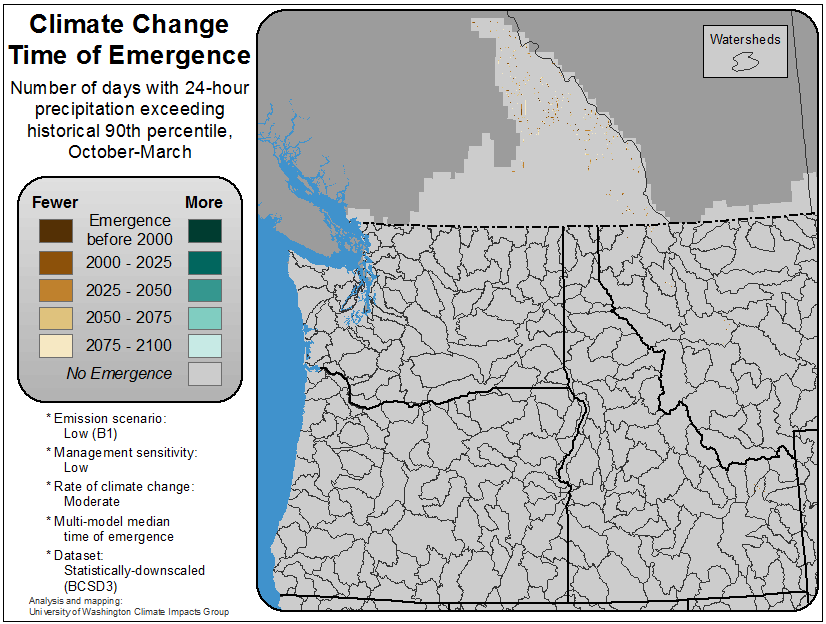 Climate Change
Time of Emergence
Number of days with 24-hour
precipitation exceeding
historical 90th percentile,
October-March
Fewer
More
Emergence
before 2000
2000 - 2025
2025 - 2050
2050 - 2075
2075 - 2100
No Emergence
* Emission scenario:
Low (B1)
* Management sensitivity:
Low
* Rate of climate change:
Moderate
* Multi-model median
time of emergence
* Dataset:
Statistically-downscaled
(BCSD3)
Analysis and mapping:
University of Washington Climate Impacts Group
Watersheds